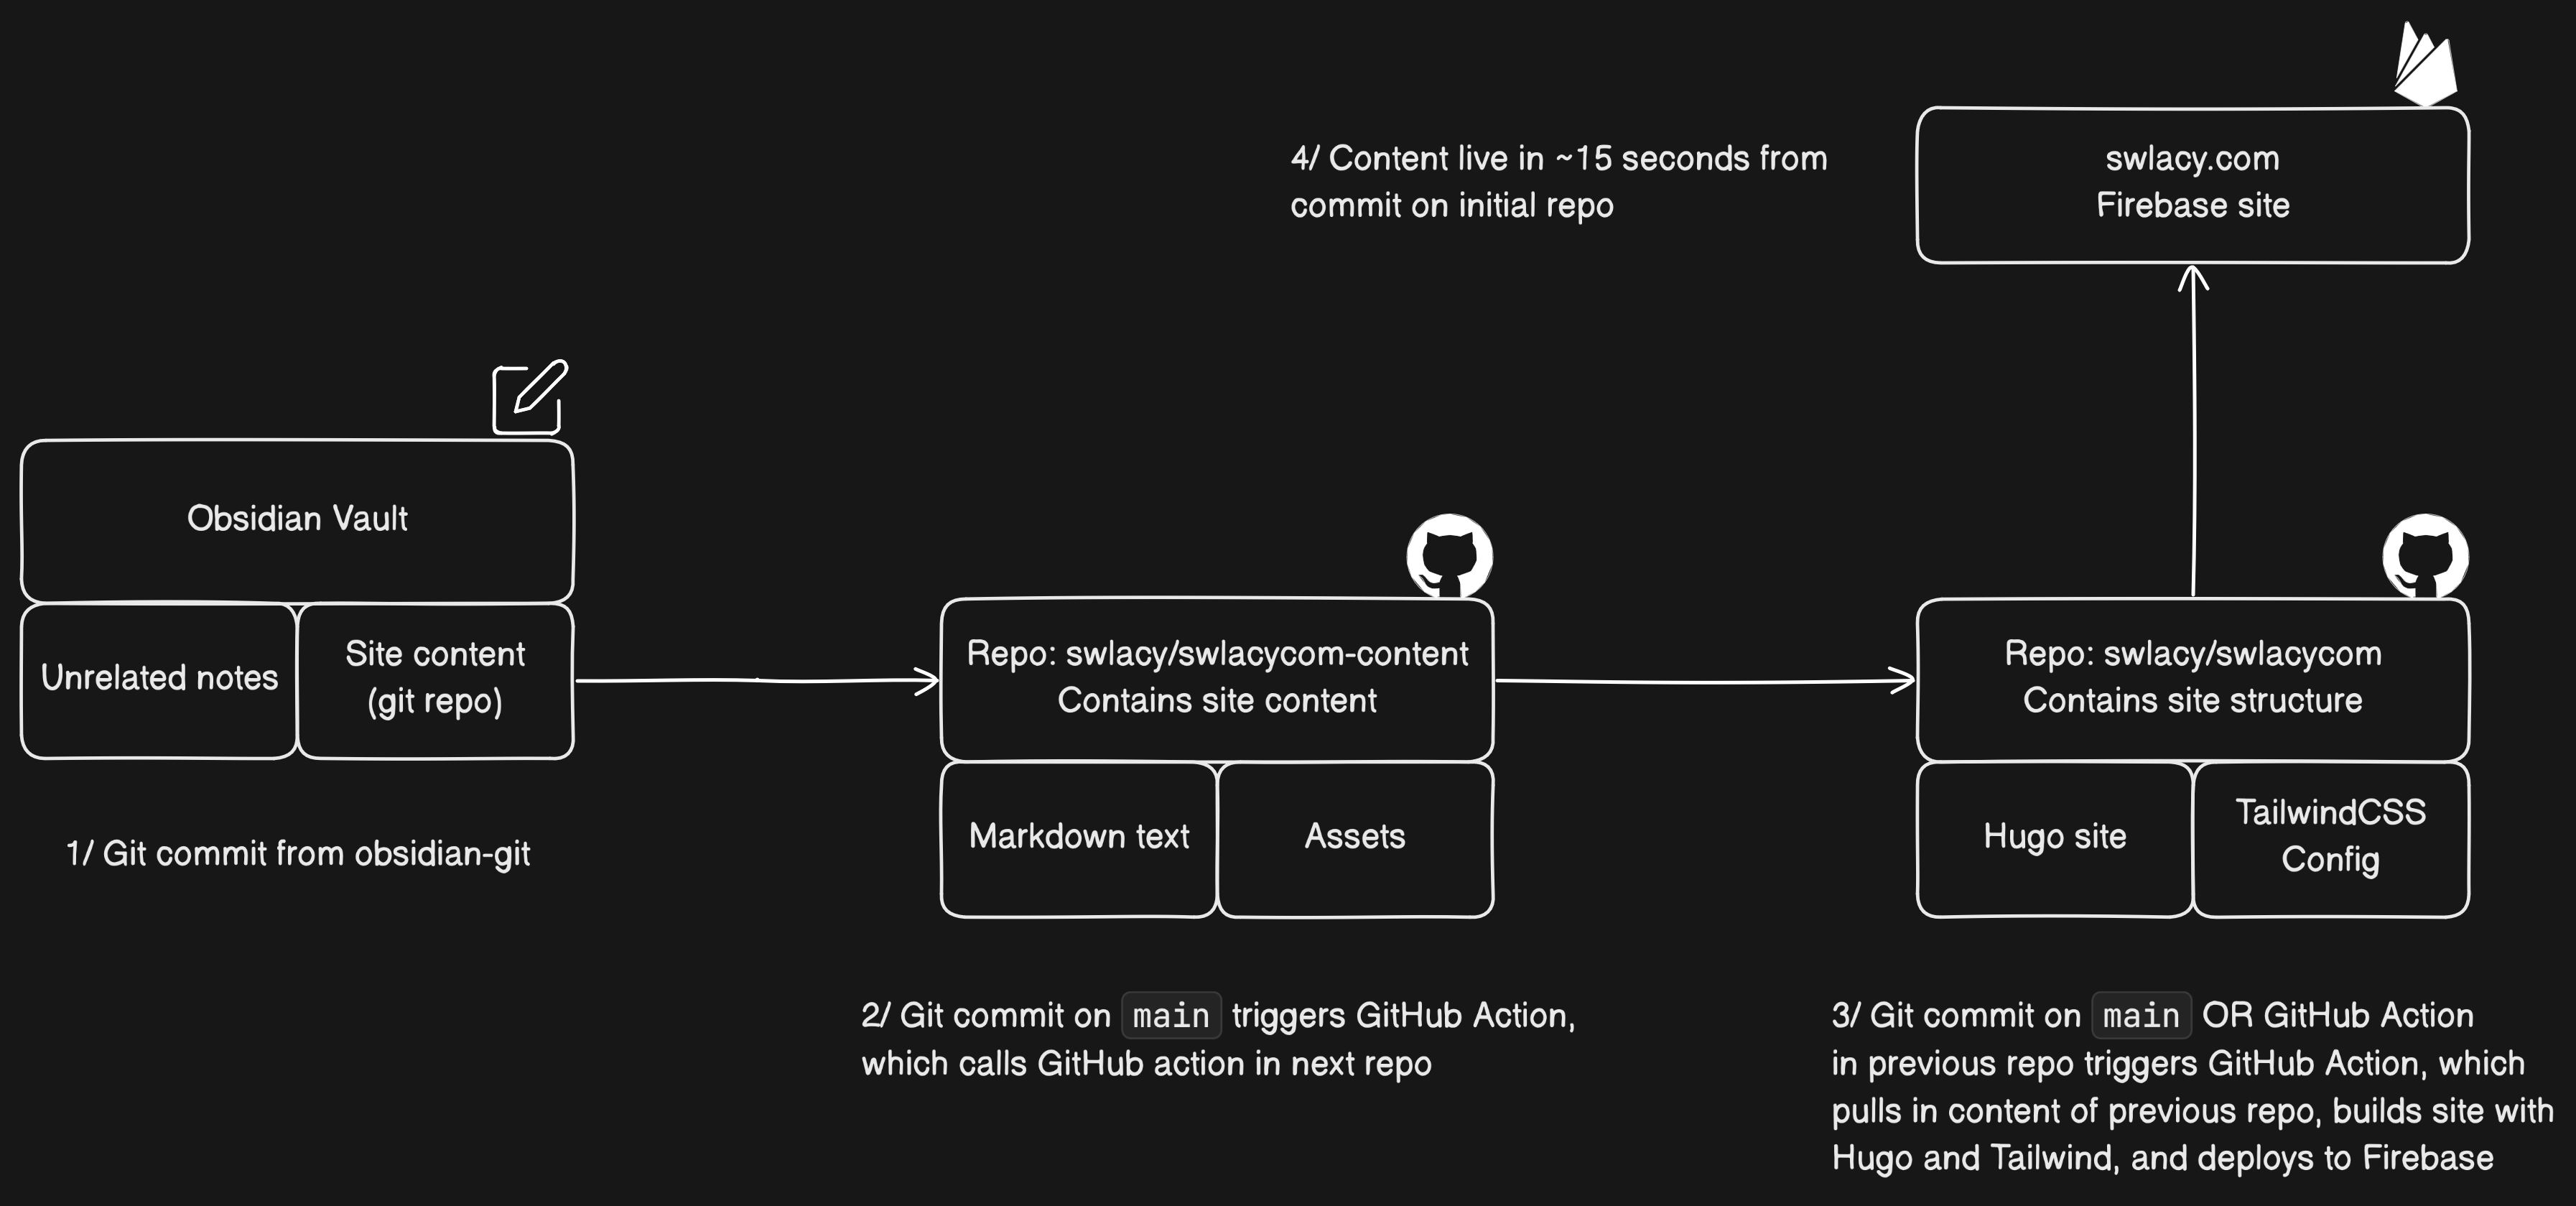 4/ Content live in ~15 seconds from
commit on initial repo
swlacy.com
Firebase site
Obsidian Vault
Unrelated notes
Site content
(git repo)
1/ Git commit from obsidian-git
Repo: swlacy/swlacycom-content
Contains site content
Markdown text
Assets
2/ Git commit on main triggers GitHub Action,
which calls GitHub action in next repo
Repo: swlacy/swlacycom
Contains site structure
Hugo site
TailwindCSS
Config
3/ Git commit on main OR GitHub Action
in previous repo triggers GitHub Action, which
pulls in content of previous repo, builds site with
Hugo and Tailwind, and deploys to Firebase